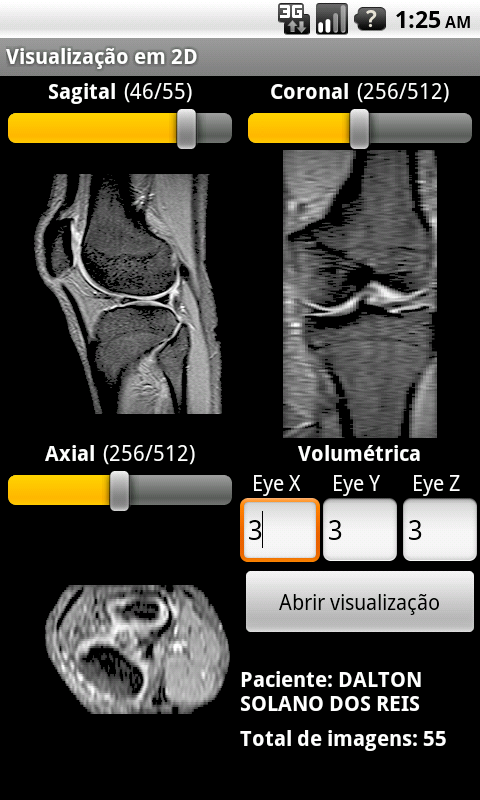 3G ? 1:25 AM
Visualização em 2D
Sagital (46/55)
Coronal (256/512)
Axial (256/512)
Volumétrica
Eye X Eye Y Eye Z
3 3 3
Abrir visualização
Paciente: DALTON
SOLANO DOS REIS
Total de imagens: 55